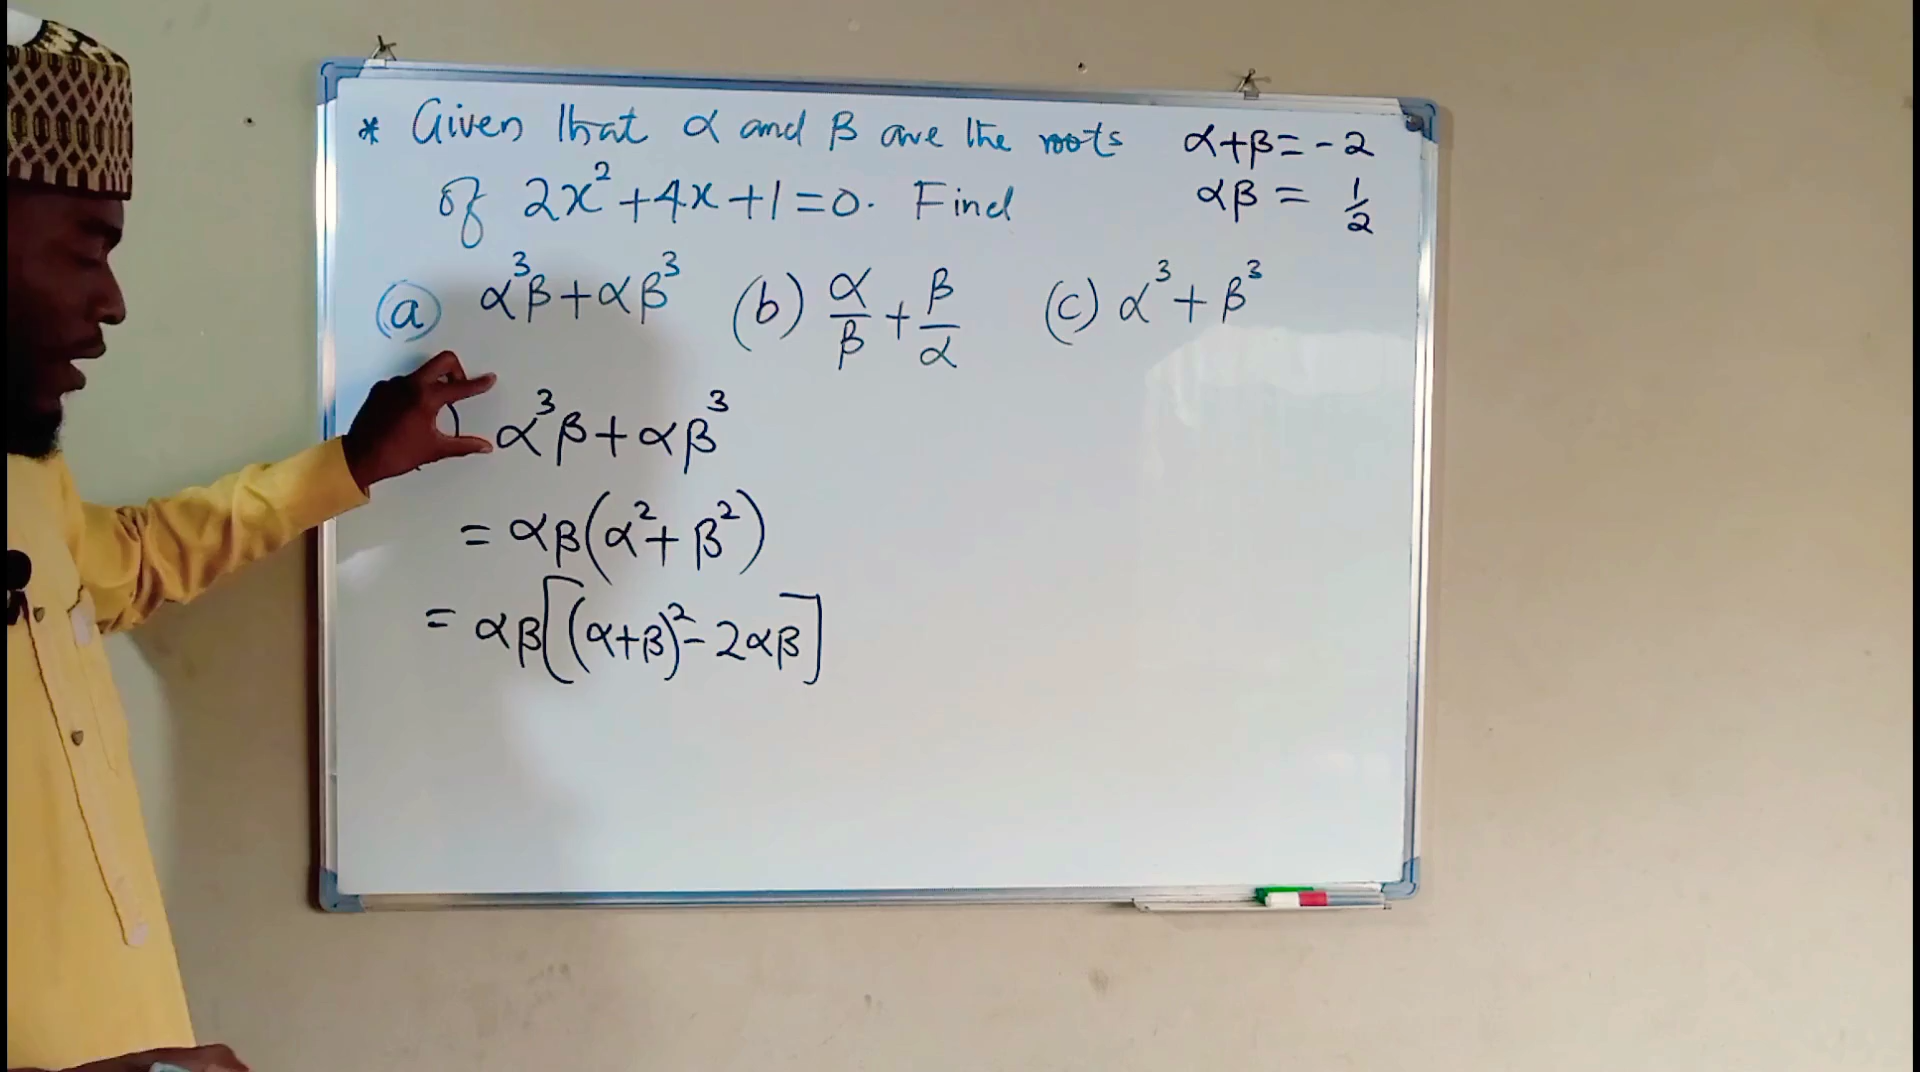 * Given that α and β are the roots
of 2x²+4x+1=0. Find
α+β=-2
αβ = 1/2
(a) α³β+αβ³ (b) α/β + β/α (c) α³+β³
) α³β+αβ³
= αβ(α²+β²)
= αβ[(α+β)²-2αβ]